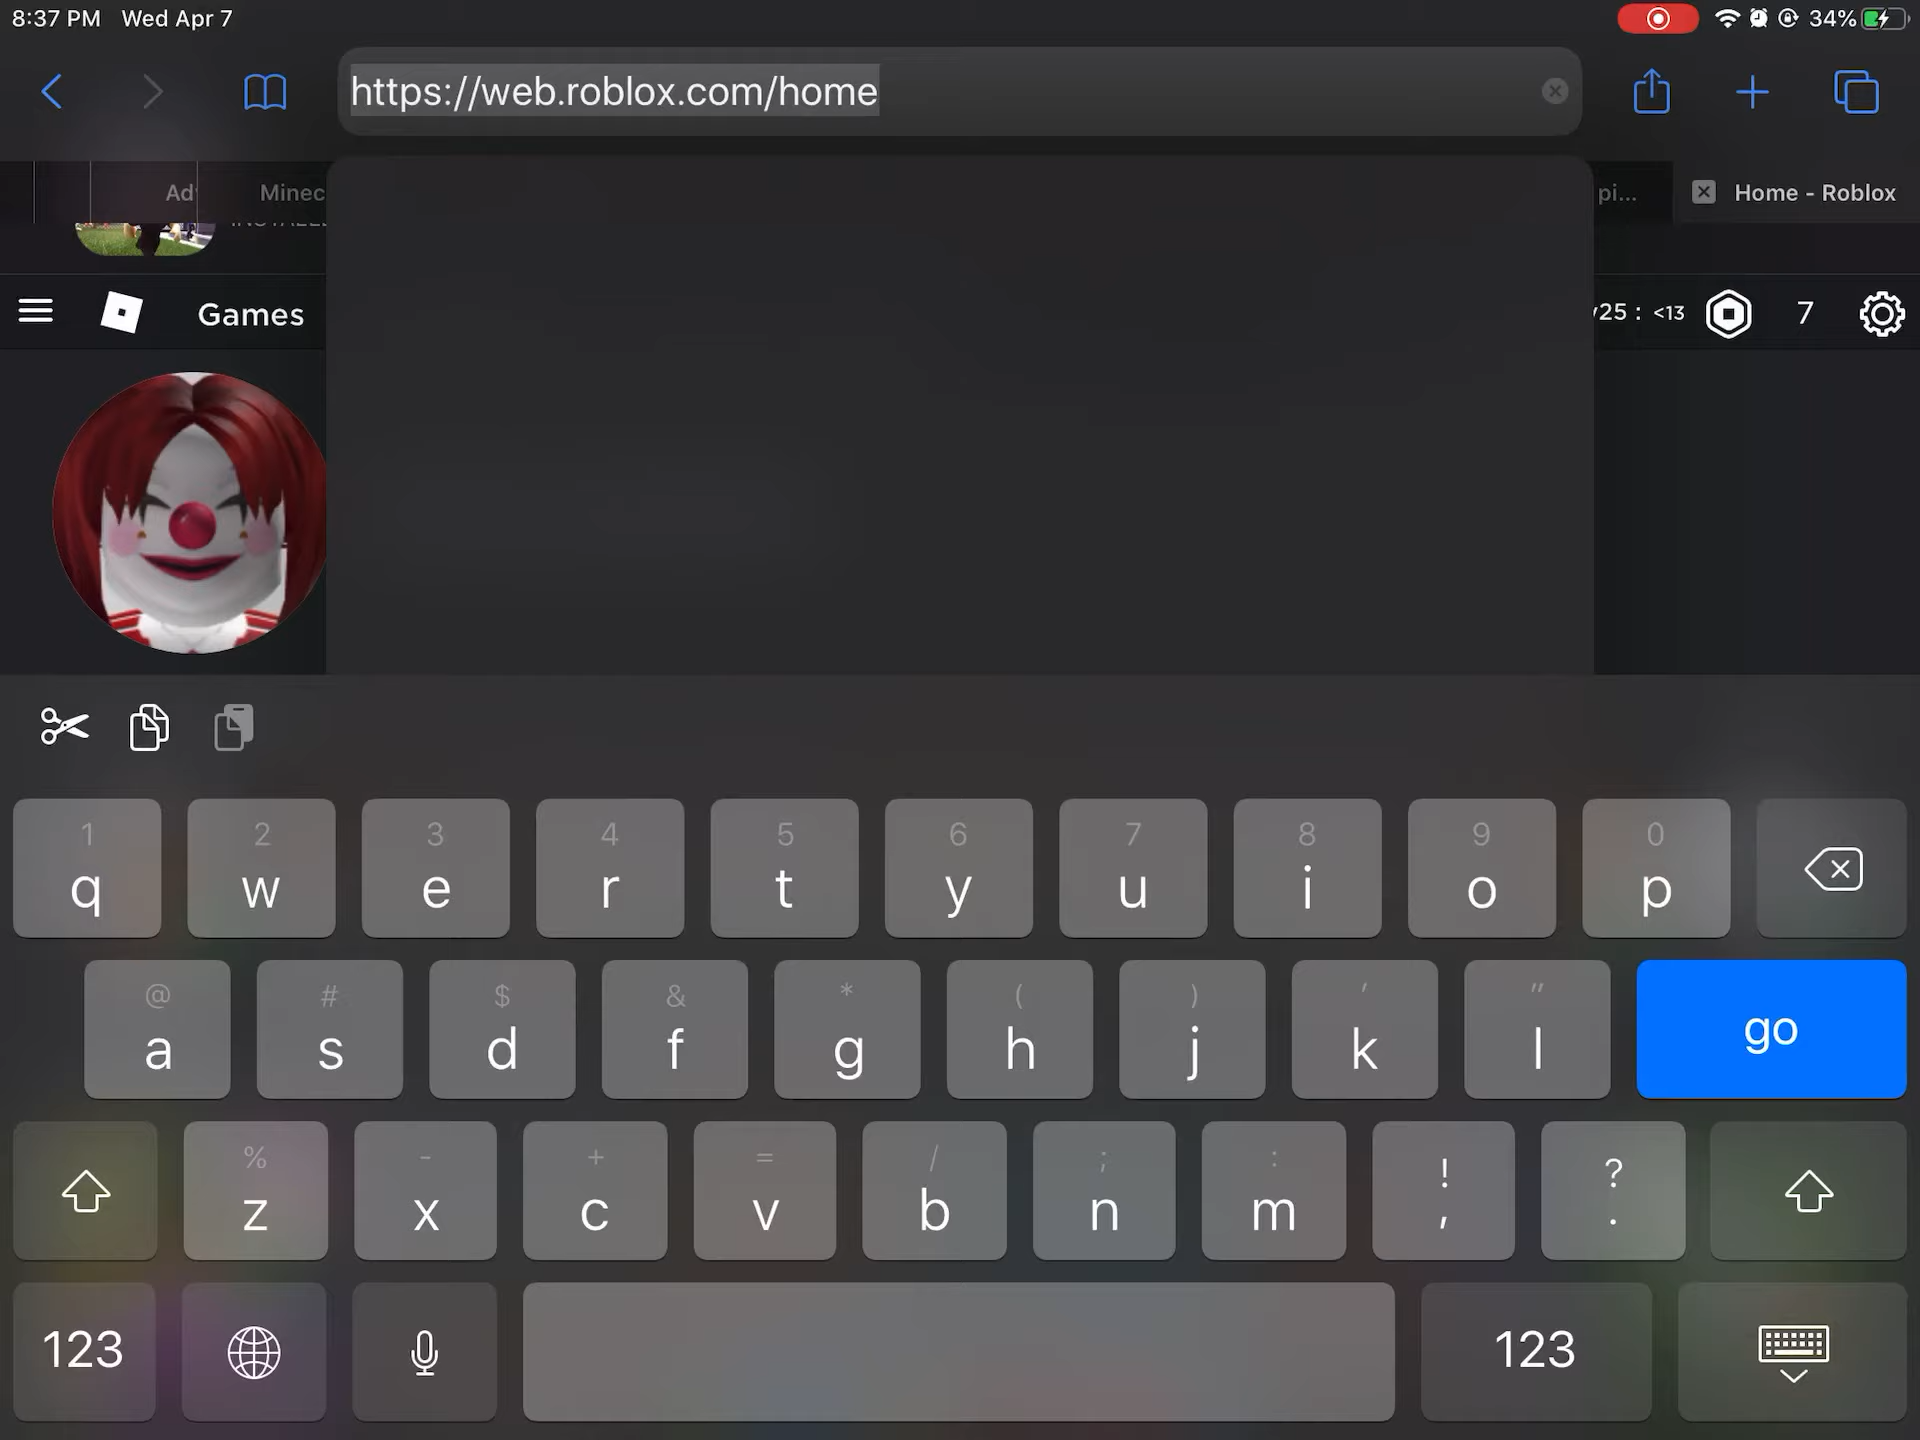 8:37 PM Wed Apr 7
34%
https://web.roblox.com/home
Ad
Minec
pi...
Home - Roblox
Games
25 : <13
7
1 2 3 4 5 6 7 8 9 0
q w e r t y u i o p
@ # $ & * ( ) ' "
a s d f g h j k l
go
% - + = / ; : ! ?
z x c v b n m , .
123
123